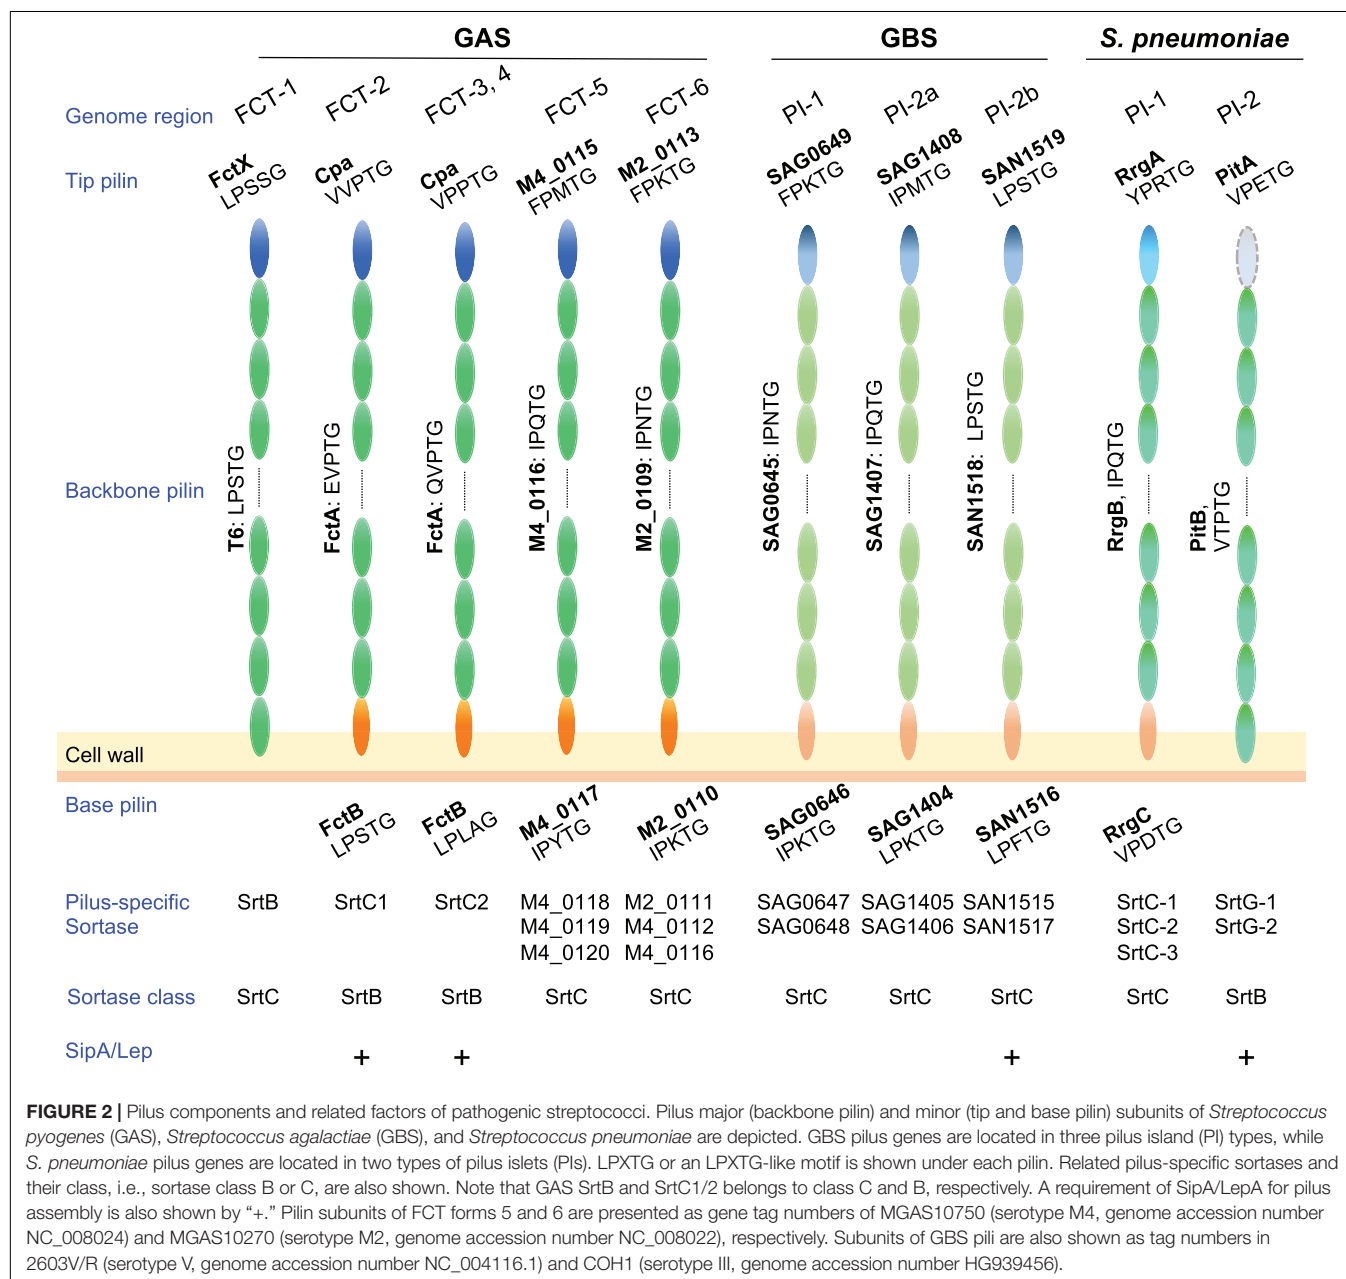 GAS GBS S. pneumoniae
Genome region FCT-1 FCT-2 FCT-3, 4 FCT-5 FCT-6 PI-1 PI-2a PI-2b PI-1 PI-2
Tip pilin FctX Cpa Cpa M4_0115 M2_0113 SAG0649 SAG1408 SAN1519 RrgA PitA
LPSSG VVPTG VPPTG FPMTG FPKTG FPKTG IPMTG LPSTG YPRTG VPETG
Backbone pilin T6: LPSTG FctA: EVPTG FctA: QVPTG M4_0116: IPQTG M2_0109: IPNTG SAG0645: IPNTG SAG1407: IPQTG SAN1518: LPSTG RrgB, IPQTG PitB,
VTPTG
Cell wall
Base pilin FctB FctB M4_0117 M2_0110 SAG0646 SAG1404 SAN1516 RrgC
LPSTG LPLAG IPYTG IPKTG IPKTG LPKTG LPFTG VPDTG
Pilus-specific SrtB SrtC1 SrtC2 M4_0118 M2_0111 SAG0647 SAG1405 SAN1515 SrtC-1 SrtG-1
Sortase M4_0119 M4_0112 SAG0648 SAG1406 SAN1517 SrtC-2 SrtG-2
M4_0120 M4_0116 SrtC-3
Sortase class SrtC SrtB SrtB SrtC SrtC SrtC SrtC SrtC SrtC SrtB
SipA/Lep + + + +
FIGURE 2 | Pilus components and related factors of pathogenic streptococci. Pilus major (backbone pilin) and minor (tip and base pilin) subunits of Streptococcus
pyogenes (GAS), Streptococcus agalactiae (GBS), and Streptococcus pneumoniae are depicted. GBS pilus genes are located in three pilus island (PI) types, while
S. pneumoniae pilus genes are located in two types of pilus islets (PIs). LPXTG or an LPXTG-like motif is shown under each pilin. Related pilus-specific sortases and
their class, i.e., sortase class B or C, are also shown. Note that GAS SrtB and SrtC1/2 belongs to class C and B, respectively. A requirement of SipA/LepA for pilus
assembly is also shown by “+.” Pilin subunits of FCT forms 5 and 6 are presented as gene tag numbers of MGAS10750 (serotype M4, genome accession number
NC_008024) and MGAS10270 (serotype M2, genome accession number NC_008022), respectively. Subunits of GBS pili are also shown as tag numbers in
2603V/R (serotype V, genome accession number NC_004116.1) and COH1 (serotype III, genome accession number HG939456).